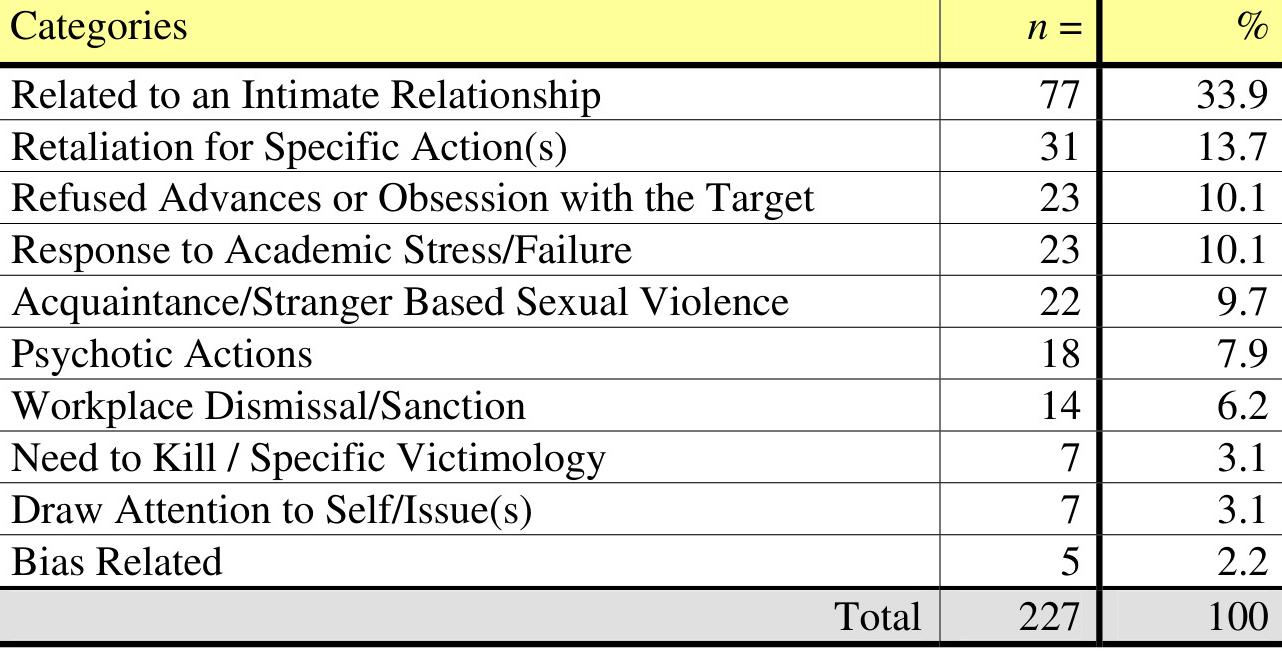 Categories n = %
Related to an Intimate Relationship 77 33.9
Retaliation for Specific Action(s) 31 13.7
Refused Advances or Obsession with the Target 23 10.1
Response to Academic Stress/Failure 23 10.1
Acquaintance/Stranger Based Sexual Violence 22 9.7
Psychotic Actions 18 7.9
Workplace Dismissal/Sanction 14 6.2
Need to Kill / Specific Victimology 7 3.1
Draw Attention to Self/Issue(s) 7 3.1
Bias Related 5 2.2
Total 227 100